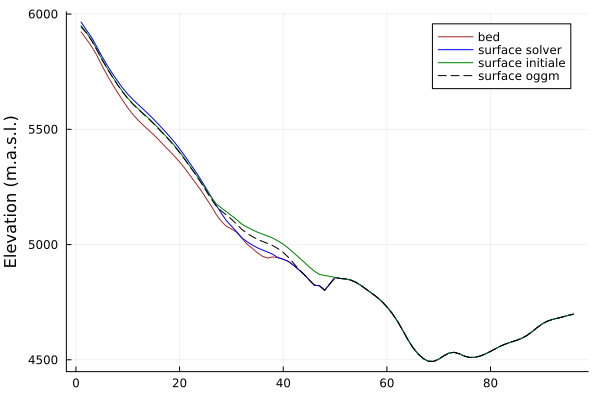 6000
bed
surface solver
surface initiale
surface oggm
5500
Elevation (m.a.s.l.)
5000
4500
0 20 40 60 80